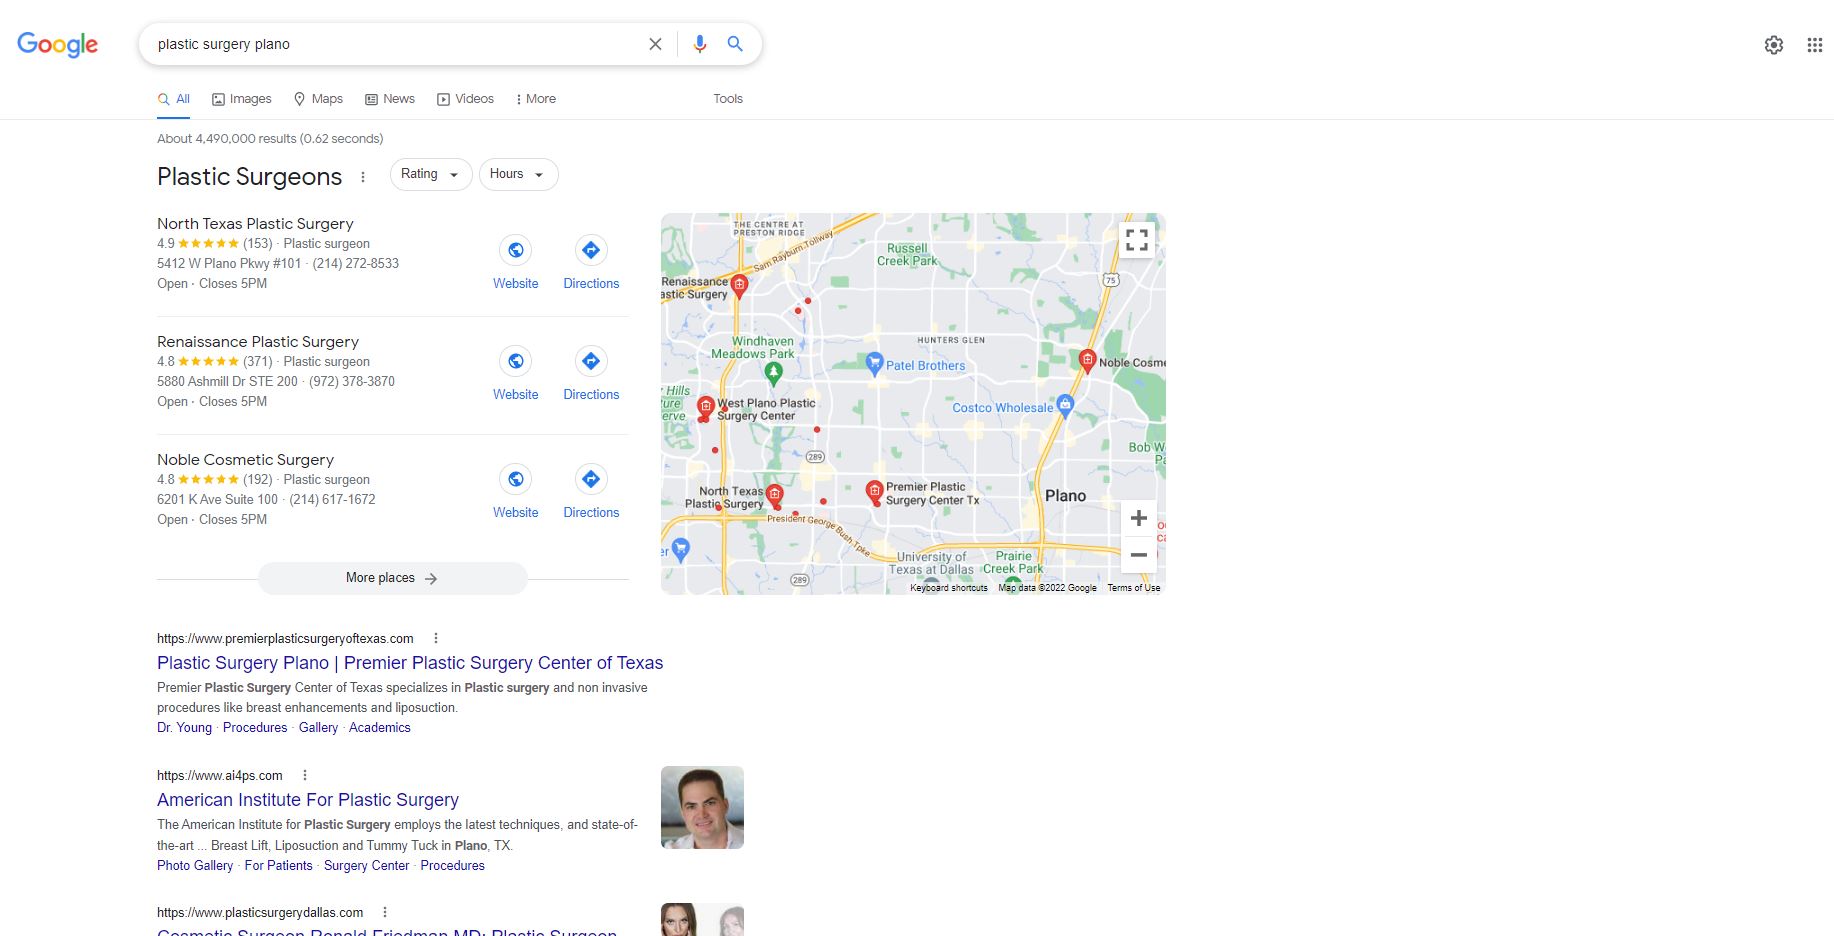 Google
plastic surgery plano
All
Images
Maps
News
Videos
More
Tools
About 4,490,000 results (0.62 seconds)
Plastic Surgeons
Rating
Hours
North Texas Plastic Surgery
4.9 (153) · Plastic surgeon
5412 W Plano Pkwy #101 · (214) 272-8533
Open · Closes 5PM
Website
Directions
Renaissance Plastic Surgery
4.8 (371) · Plastic surgeon
5880 Ashmill Dr STE 200 · (972) 378-3870
Open · Closes 5PM
Website
Directions
Noble Cosmetic Surgery
4.8 (192) · Plastic surgeon
6201 K Ave Suite 100 · (214) 617-1672
Open · Closes 5PM
Website
Directions
More places
THE CENTRE AT
PRESTON RIDGE
Sam Rayburn Tollway
Russell
Creek Park
Renaissance
astic Surgery
75
HUNTERS GLEN
Windhaven
Meadows Park
Patel Brothers
Noble Cosme
Hills
ture
erve
West Plano Plastic
Surgery Center
Costco Wholesale
Bob W
Pa
289
North Texas
Plastic Surgery
Premier Plastic
Surgery Center Tx
Plano
President George Bush Tpke
er
University of
Texas at Dallas
Prairie
Creek Park
289
Keyboard shortcuts
Map data ©2022 Google
Terms of Use
https://www.premierplasticsurgeryoftexas.com
Plastic Surgery Plano | Premier Plastic Surgery Center of Texas
Premier Plastic Surgery Center of Texas specializes in Plastic surgery and non invasive
procedures like breast enhancements and liposuction.
Dr. Young · Procedures · Gallery · Academics
https://www.ai4ps.com
American Institute For Plastic Surgery
The American Institute for Plastic Surgery employs the latest techniques, and state-of-
the-art ... Breast Lift, Liposuction and Tummy Tuck in Plano, TX.
Photo Gallery · For Patients · Surgery Center · Procedures
https://www.plasticsurgerydallas.com
Cosmetic Surgeon Ronald Friedman MD: Plastic Surgeon